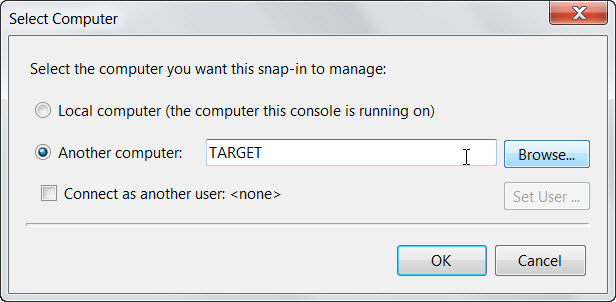 Select Computer
Select the computer you want this snap-in to manage:
Local computer (the computer this console is running on)
Another computer: TARGET Browse...
Connect as another user: <none> Set User ...
OK Cancel